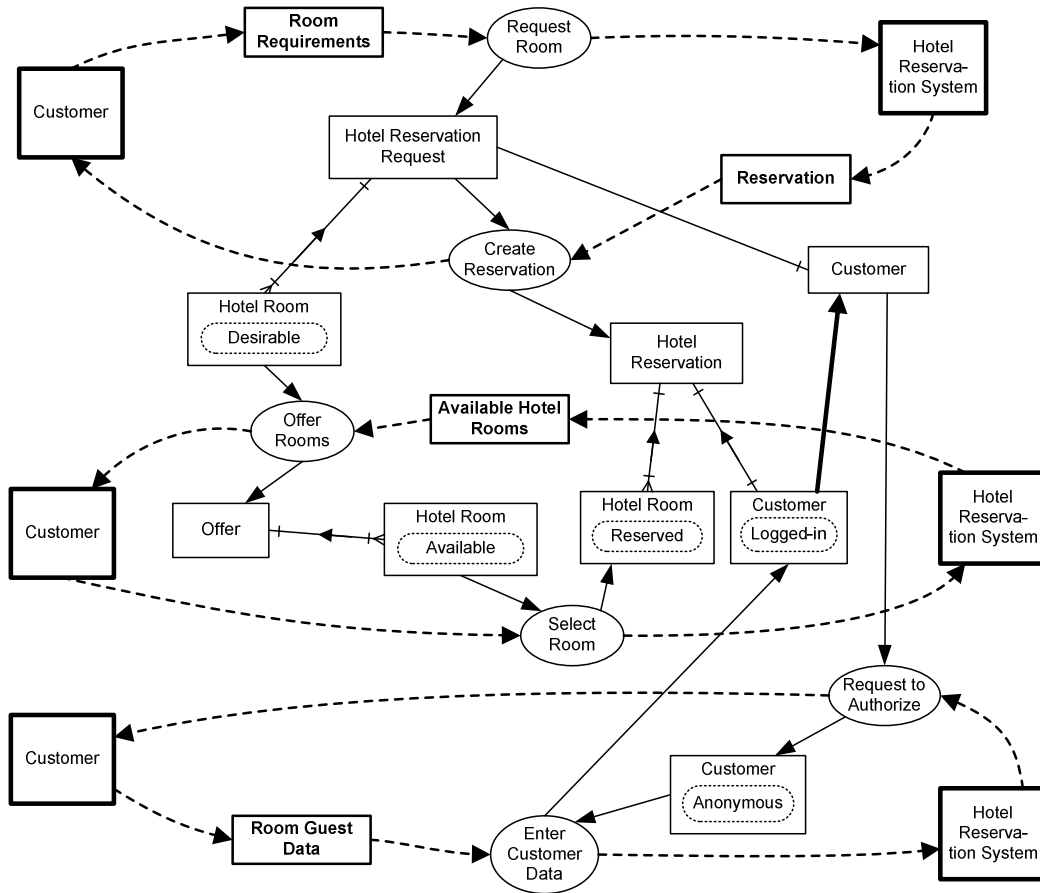 Room
Requirements
Request
Room
Hotel
Reserva-
tion System
Customer
Hotel Reservation
Request
Reservation
Create
Reservation
Customer
Hotel Room
Desirable
Hotel
Reservation
Available Hotel
Rooms
Offer
Rooms
Customer
Offer
Hotel Room
Available
Hotel Room
Reserved
Customer
Logged-in
Hotel
Reserva-
tion System
Select
Room
Request to
Authorize
Customer
Customer
Anonymous
Room Guest
Data
Enter
Customer
Data
Hotel
Reserva-
tion System